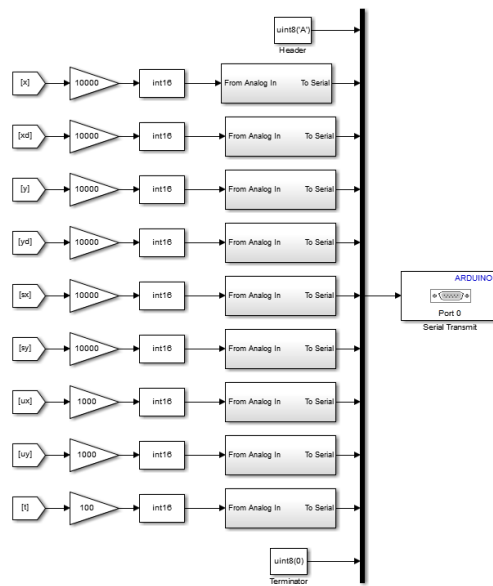 uint8('A')
Header
[x] 10000 int16 From Analog In To Serial
[xd] 10000 int16 From Analog In To Serial
[y] 10000 int16 From Analog In To Serial
[yd] 10000 int16 From Analog In To Serial
ARDUINO
[sx] 10000 int16 From Analog In To Serial
Port 0
Serial Transmit
[sy] 10000 int16 From Analog In To Serial
[ux] 1000 int16 From Analog In To Serial
[uy] 1000 int16 From Analog In To Serial
[t] 100 int16 From Analog In To Serial
uint8(0)
Terminator